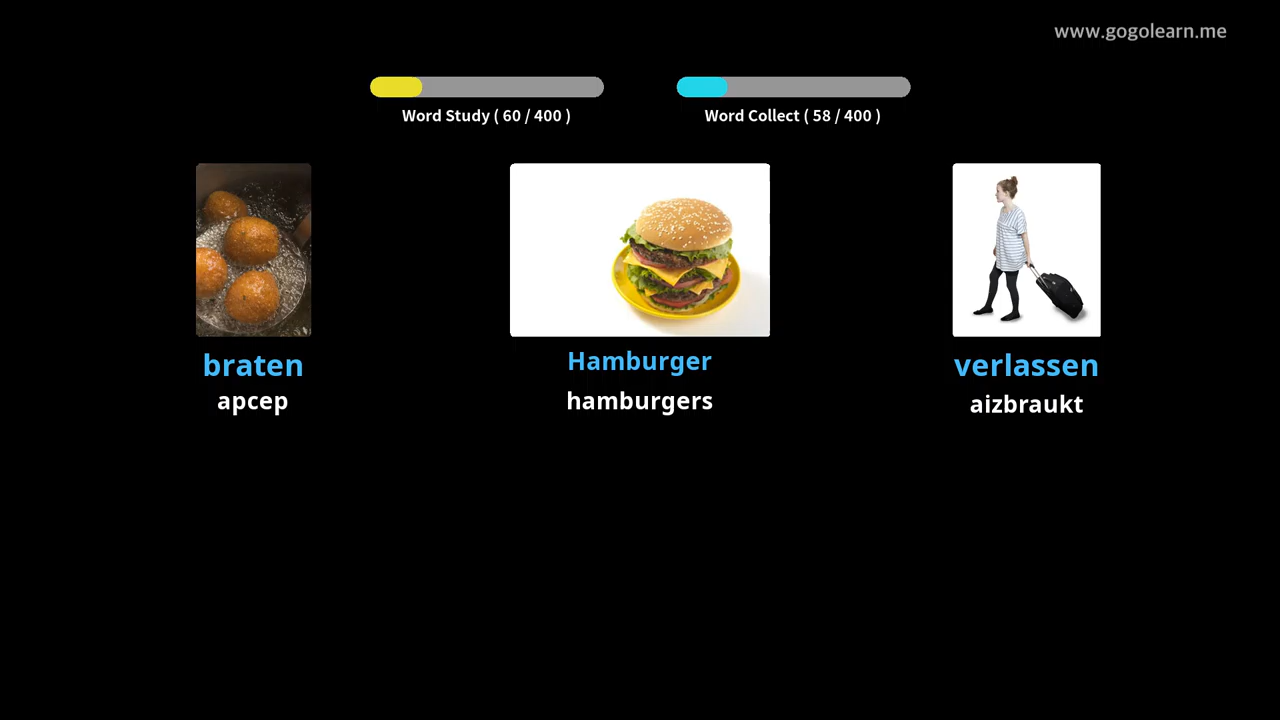 www.gogolearn.me
Word Study ( 60 / 400 )
Word Collect ( 58 / 400 )
braten
apcep
Hamburger
hamburgers
verlassen
aizbraukt